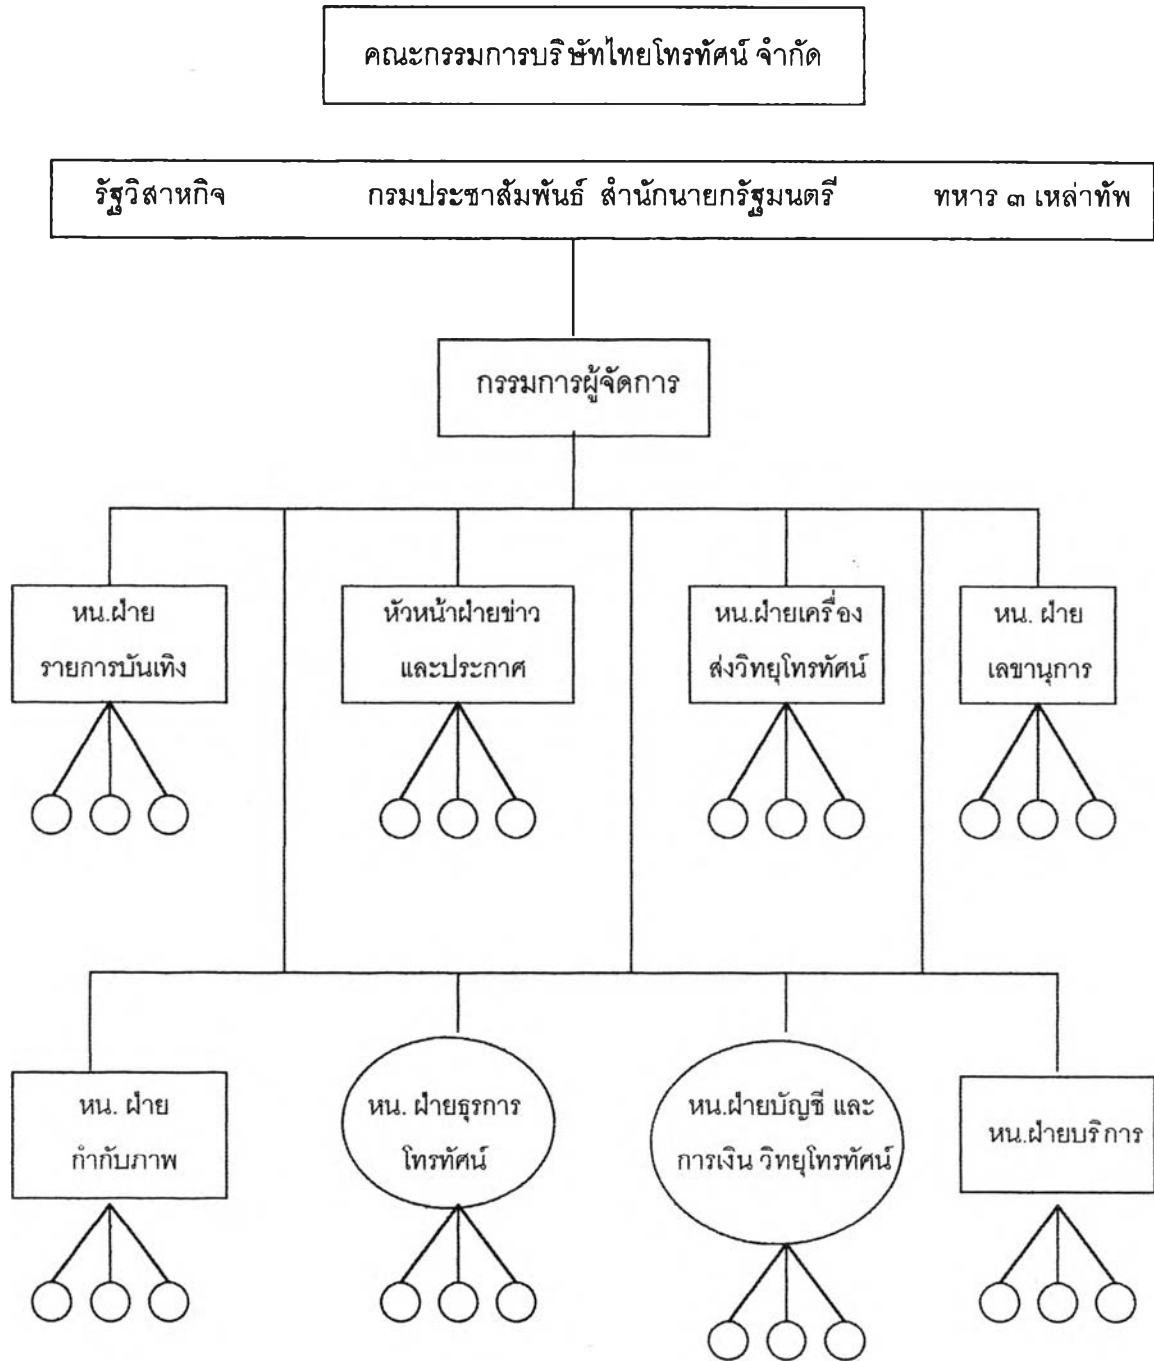 คณะกรรมการบริษัทไทยโทรทัศน์ จำกัด
รัฐวิสาหกิจ กรมประชาสัมพันธ์ สำนักนายกรัฐมนตรี ทหาร ๓ เหล่าทัพ
กรรมการผู้จัดการ
หน.ฝ่าย
รายการบันเทิง
หัวหน้าฝ่ายข่าว
และประกาศ
หน.ฝ่ายเครื่อง
ส่งวิทยุโทรทัศน์
หน. ฝ่าย
เลขานุการ
หน. ฝ่าย
กำกับภาพ
หน. ฝ่ายธุรการ
โทรทัศน์
หน.ฝ่ายบัญชี และ
การเงิน วิทยุโทรทัศน์
หน.ฝ่ายบริการ